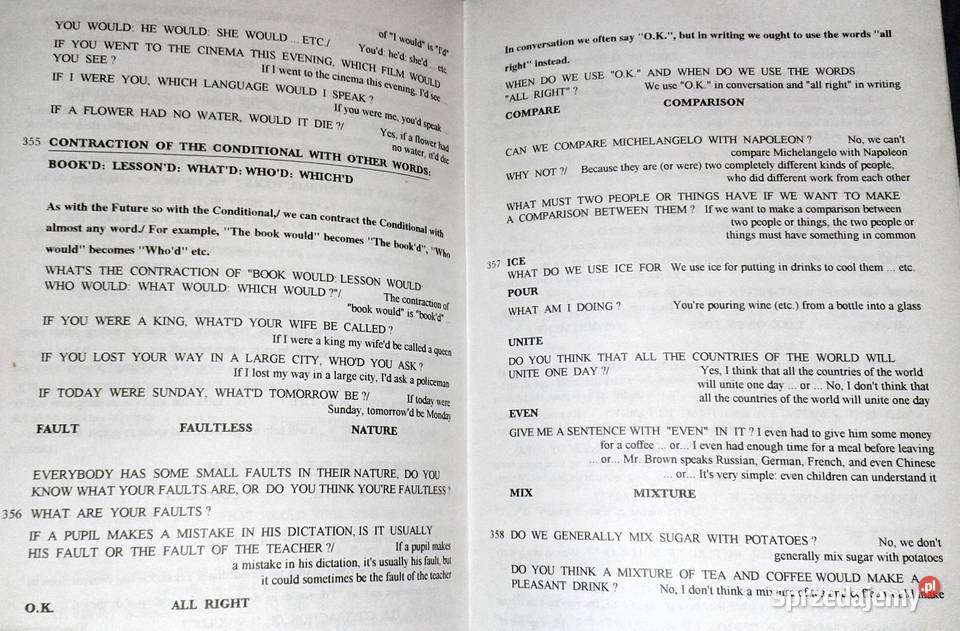 YOU WOULD: HE WOULD: SHE WOULD ... ETC./ of "I would" is "I'd"
You'd: he'd: she'd ... etc.
IF YOU WENT TO THE CINEMA THIS EVENING, WHICH FILM WOULD
YOU SEE ? If I went to the cinema this evening, I'd see ...
IF I WERE YOU, WHICH LANGUAGE WOULD I SPEAK ?
If you were me, you'd speak ...
IF A FLOWER HAD NO WATER, WOULD IT DIE ?/ Yes, if a flower had
no water, it'd die
355 CONTRACTION OF THE CONDITIONAL WITH OTHER WORDS:
BOOK'D: LESSON'D: WHAT'D: WHO'D: WHICH'D
As with the Future so with the Conditional,/ we can contract the Conditional with
almost any word./ For example, "The book would" becomes "The book'd", "Who
would" becomes "Who'd" etc.
WHAT'S THE CONTRACTION OF "BOOK WOULD: LESSON WOULD:
WHO WOULD: WHAT WOULD: WHICH WOULD ?"/ The contraction of
"book would" is "book'd" ...
IF YOU WERE A KING, WHAT'D YOUR WIFE BE CALLED ?
If I were a king my wife'd be called a queen
IF YOU LOST YOUR WAY IN A LARGE CITY, WHO'D YOU ASK ?
If I lost my way in a large city, I'd ask a policeman
IF TODAY WERE SUNDAY, WHAT'D TOMORROW BE ?/ If today were
Sunday, tomorrow'd be Monday
FAULT FAULTLESS NATURE
EVERYBODY HAS SOME SMALL FAULTS IN THEIR NATURE, DO YOU
KNOW WHAT YOUR FAULTS ARE, OR DO YOU THINK YOU'RE FAULTLESS ?
356 WHAT ARE YOUR FAULTS ?
IF A PUPIL MAKES A MISTAKE IN HIS DICTATION, IS IT USUALLY
HIS FAULT OR THE FAULT OF THE TEACHER ?/ If a pupil makes
a mistake in his dictation, it's usually his fault, but
it could sometimes be the fault of the teacher
O.K. ALL RIGHT
In conversation we often say "O.K.", but in writing we ought to use the words "all
right" instead.
WHEN DO WE USE "O.K." AND WHEN DO WE USE THE WORDS
"ALL RIGHT" ? We use "O.K." in conversation and "all right" in writing
COMPARE COMPARISON
CAN WE COMPARE MICHELANGELO WITH NAPOLEON ? No, we can't
compare Michelangelo with Napoleon
WHY NOT ?/ Because they are (or were) two completely different kinds of people,
who did different work from each other
WHAT MUST TWO PEOPLE OR THINGS HAVE IF WE WANT TO MAKE
A COMPARISON BETWEEN THEM ? If we want to make a comparison between
two people or things, the two people or
things must have something in common
357 ICE
WHAT DO WE USE ICE FOR We use ice for putting in drinks to cool them ... etc.
POUR
WHAT AM I DOING ? You're pouring wine (etc.) from a bottle into a glass
UNITE
DO YOU THINK THAT ALL THE COUNTRIES OF THE WORLD WILL
UNITE ONE DAY ?/ Yes, I think that all the countries of the world
will unite one day ... or ... No, I don't think that
all the countries of the world will unite one day
EVEN
GIVE ME A SENTENCE WITH "EVEN" IN IT ? I even had to give him some money
for a coffee ... or... I even had enough time for a meal before leaving
... or... Mr. Brown speaks Russian, German, French, and even Chinese
... or... It's very simple: even children can understand it
MIX MIXTURE
358 DO WE GENERALLY MIX SUGAR WITH POTATOES ? No, we don't
generally mix sugar with potatoes
DO YOU THINK A MIXTURE OF TEA AND COFFEE WOULD MAKE A
PLEASANT DRINK ? No, I don't think a mixture of tea and coffee would make
Sprzedajemy .pl